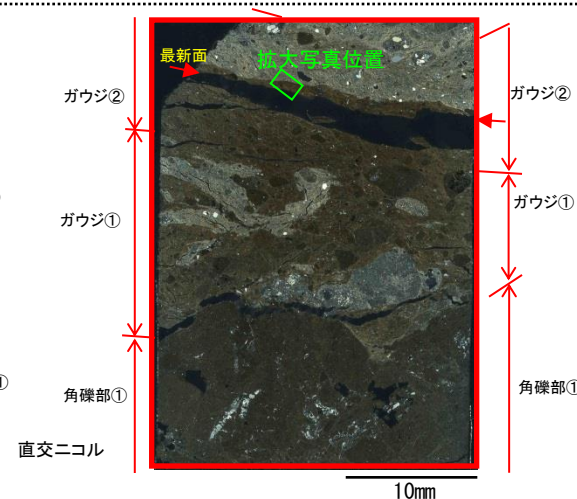 最新面
拡大写真位置
ガウジ②
ガウジ②
ガウジ①
ガウジ①
①
角礫部①
角礫部①
直交ニコル
10mm